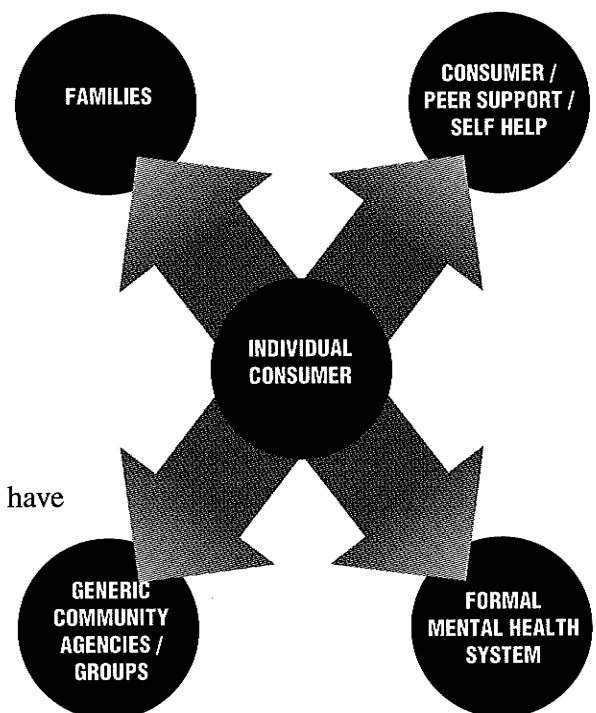 FAMILIES
CONSUMER /
PEER SUPPORT /
SELF HELP
INDIVIDUAL
CONSUMER
have
GENERIC
COMMUNITY
AGENCIES /
GROUPS
FORMAL
MENTAL HEALTH
SYSTEM